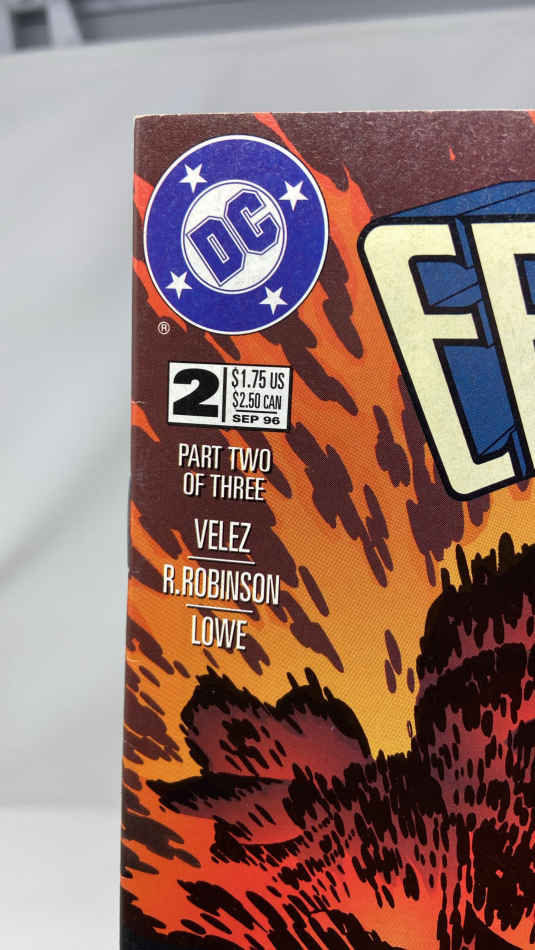 DC
®
2
$1.75 US
$2.50 CAN
SEP 96
PART TWO
OF THREE
VELEZ
R.ROBINSON
LOWE